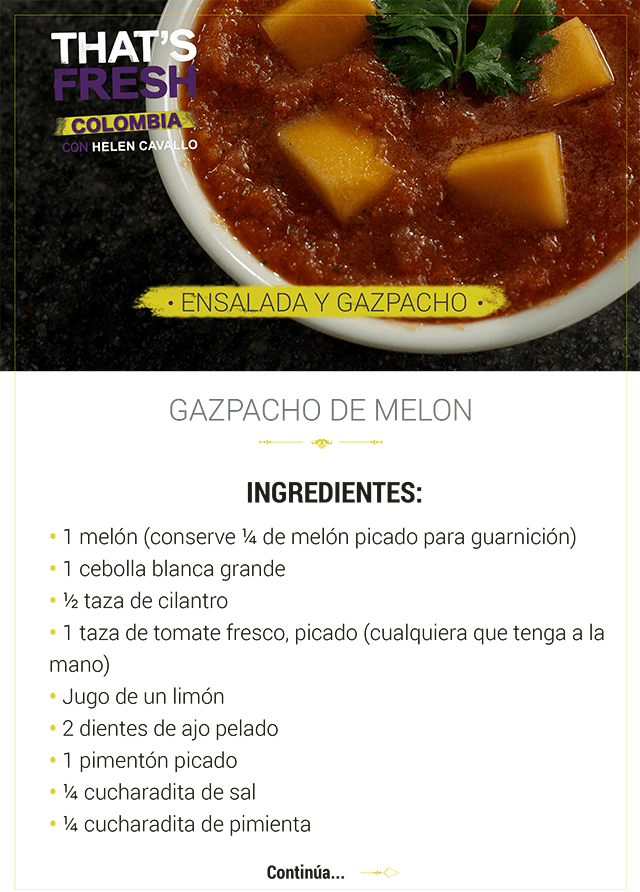 THAT'S
FRESH
COLOMBIA
CON HELEN CAVALLO
• ENSALADA Y GAZPACHO •
GAZPACHO DE MELON
INGREDIENTES:
• 1 melón (conserve ¼ de melón picado para guarnición)
• 1 cebolla blanca grande
• ½ taza de cilantro
• 1 taza de tomate fresco, picado (cualquiera que tenga a la
mano)
• Jugo de un limón
• 2 dientes de ajo pelado
• 1 pimentón picado
• ¼ cucharadita de sal
• ¼ cucharadita de pimienta
Continúa...